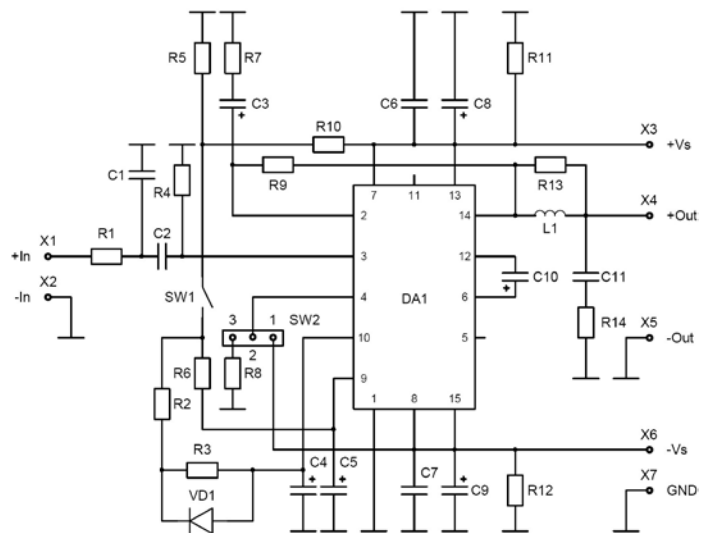 R5
R7
R11
C3
C6
C8
X3
R10
+Vs
C1
R4
R9
R13
X4
7
11
13
+Out
2
14
L1
R1
C2
X1
+In
3
12
X2
C10
C11
-In
SW1
4
DA1
6
3
1
SW2
R14
X5
10
5
2
-Out
R6
R8
9
R2
1
8
15
X6
-Vs
R3
C4
C5
C7
C9
R12
X7
VD1
GND